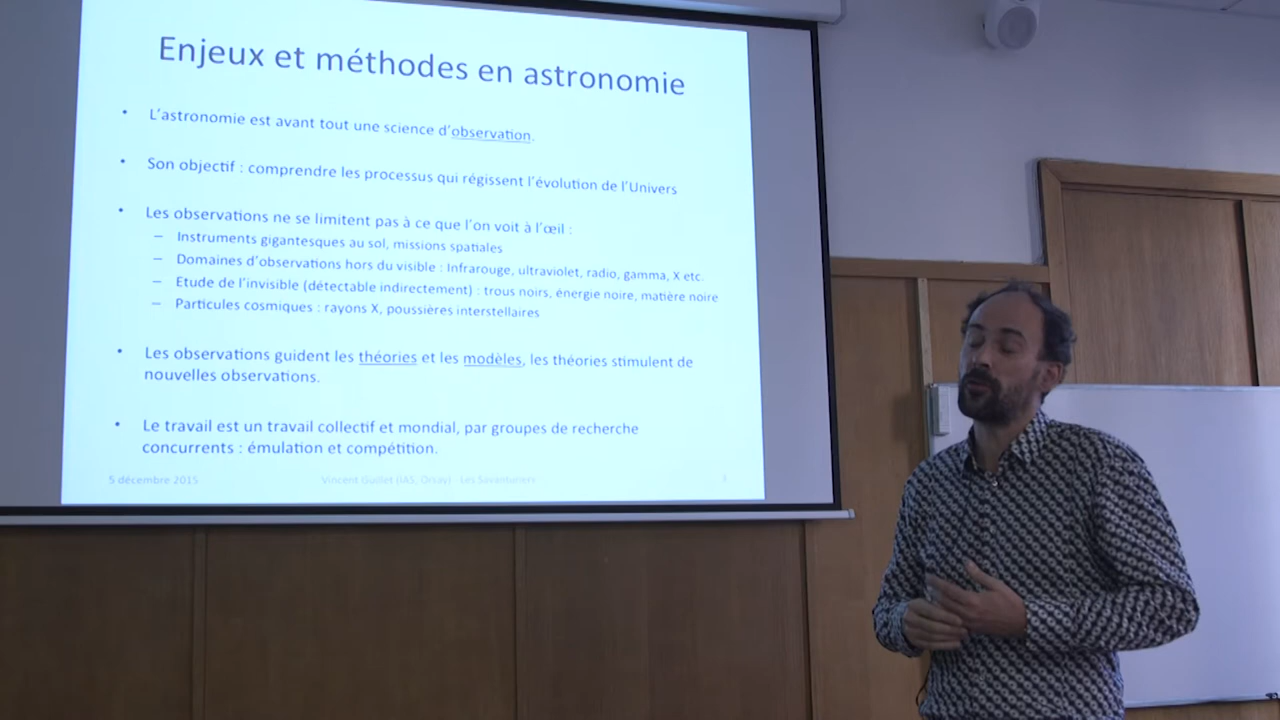 Enjeux et méthodes en astronomie
• L'astronomie est avant tout une science d'observation.
• Son objectif : comprendre les processus qui régissent l'évolution de l'Univers
• Les observations ne se limitent pas à ce que l'on voit à l'œil :
– Instruments gigantesques au sol, missions spatiales
– Domaines d'observations hors du visible : Infrarouge, ultraviolet, radio, gamma, X etc.
– Etude de l'invisible (détectable indirectement) : trous noirs, énergie noire, matière noire
– Particules cosmiques : rayons X, poussières interstellaires
• Les observations guident les théories et les modèles, les théories stimulent de
nouvelles observations.
• Le travail est un travail collectif et mondial, par groupes de recherche
concurrents : émulation et compétition.
5 décembre 2015 Vincent Guillet (IAS, Orsay) - Les